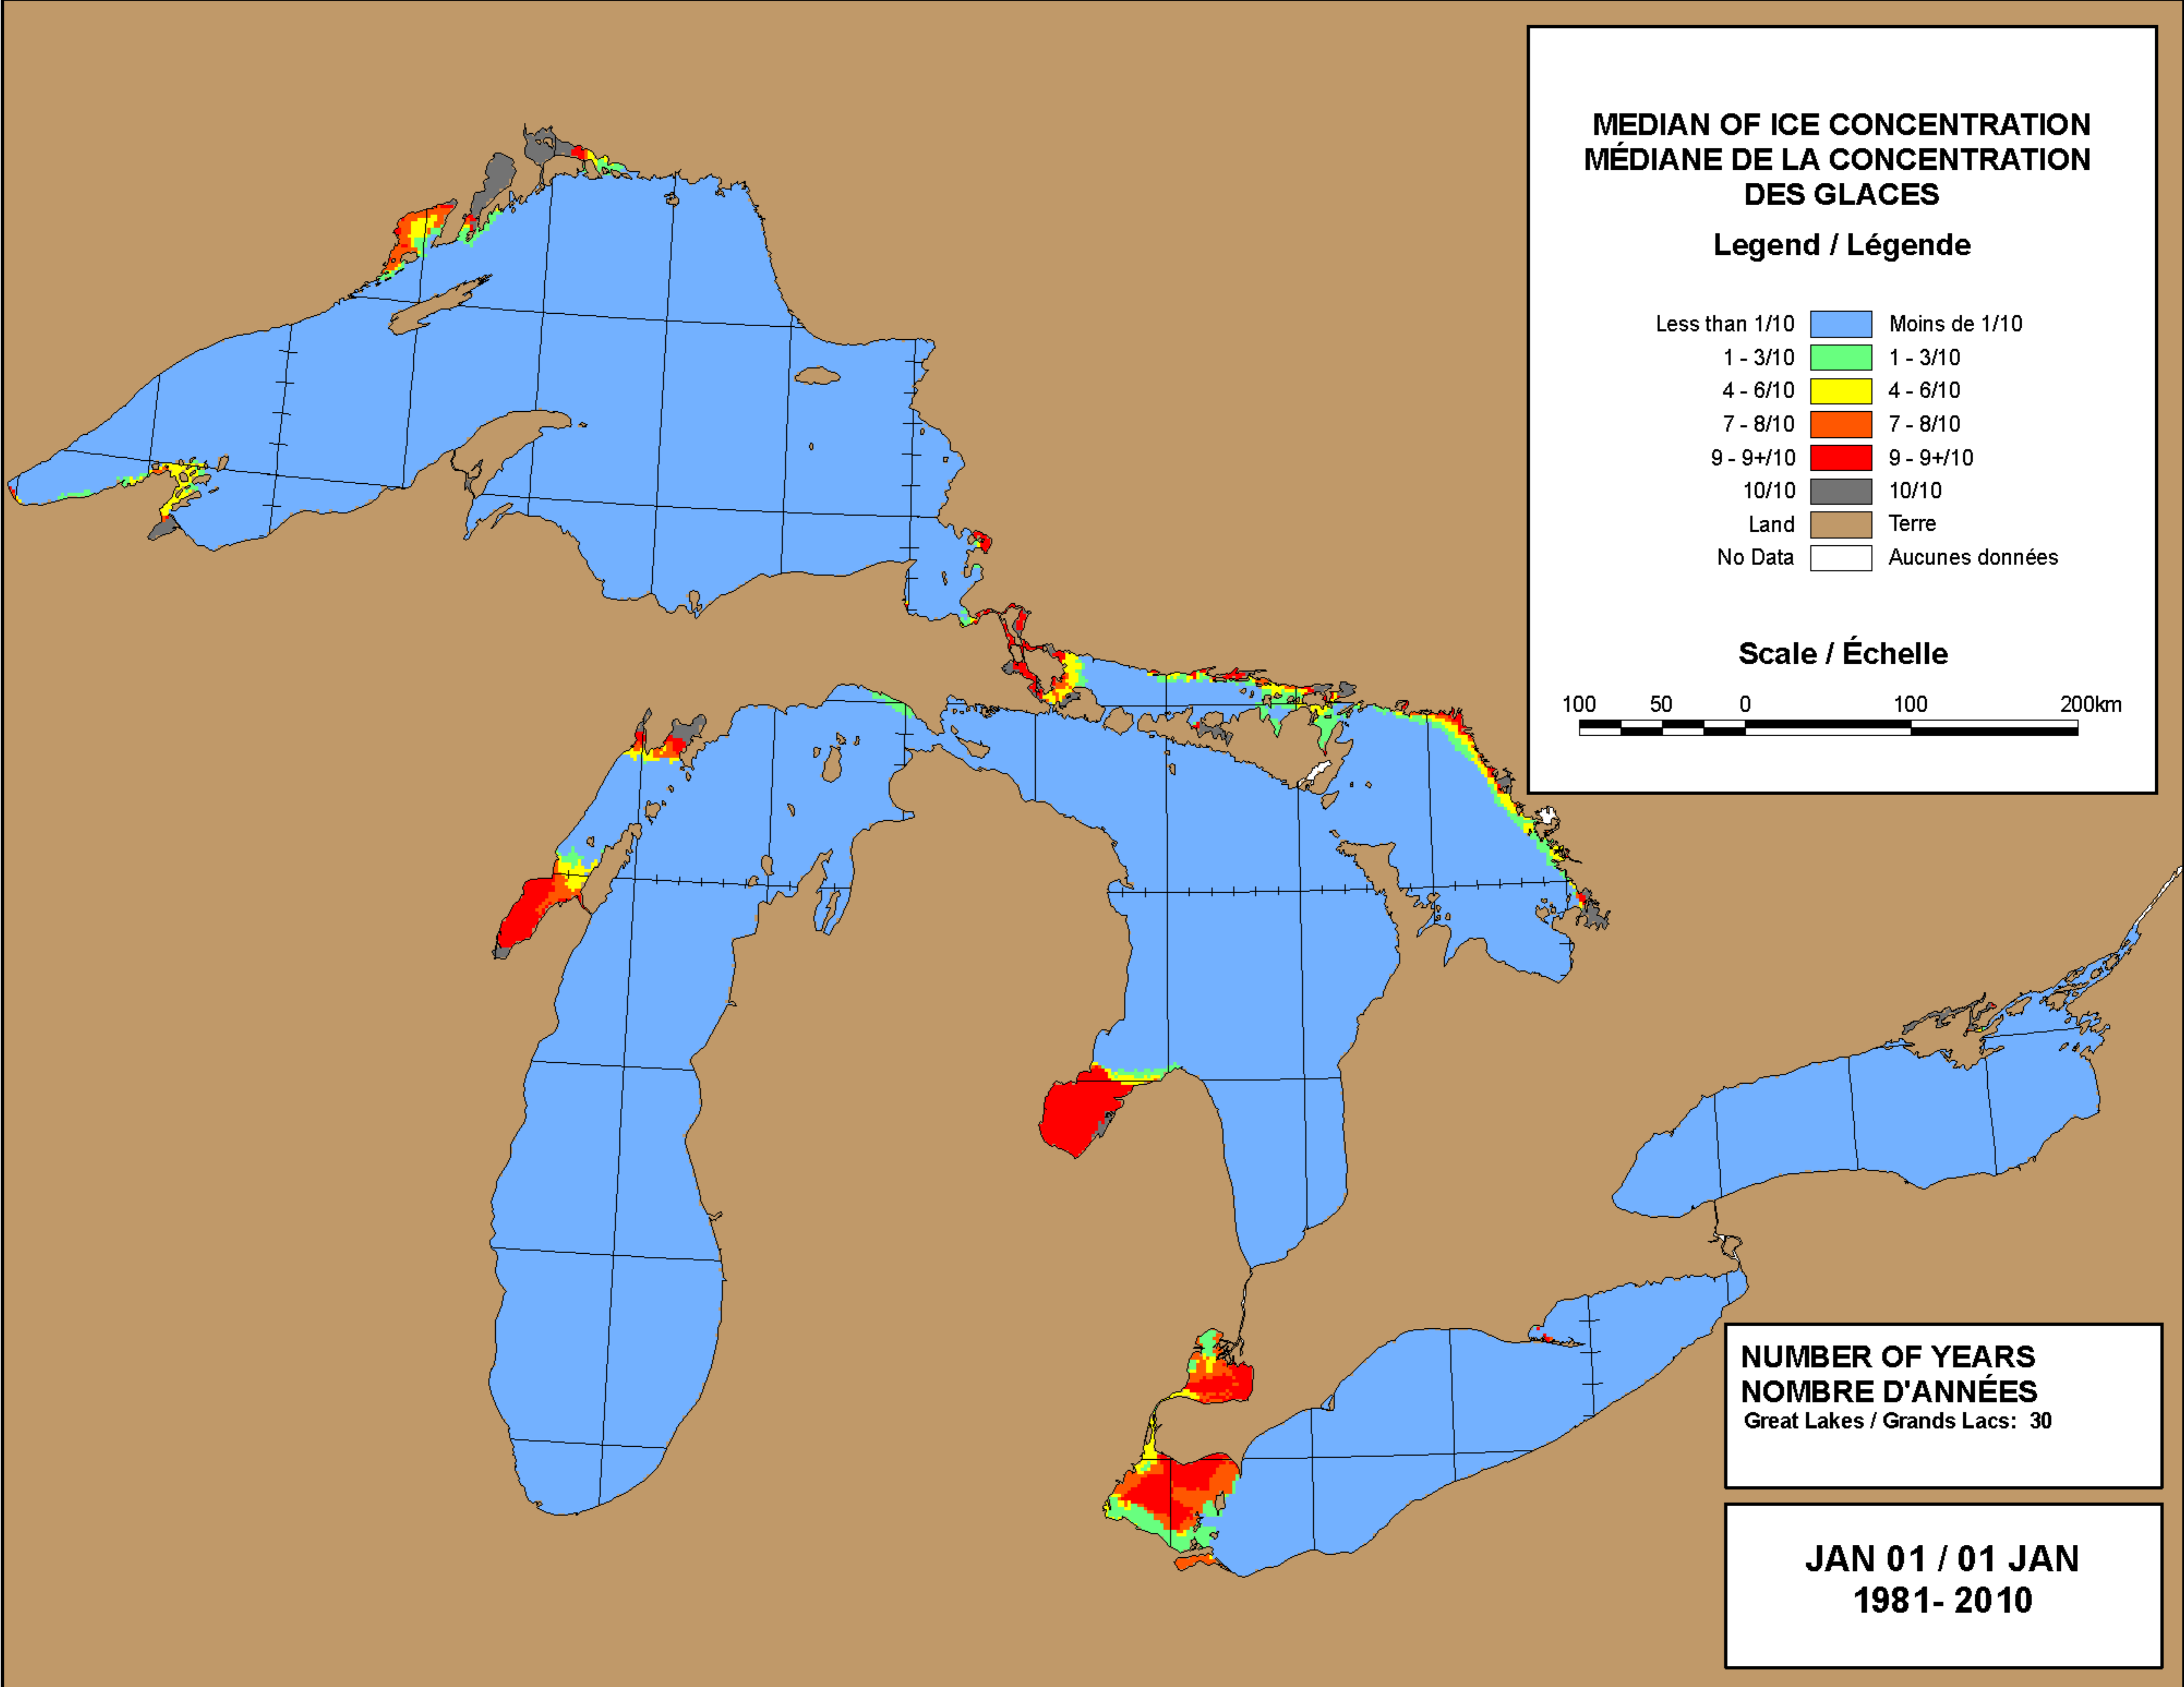 MEDIAN OF ICE CONCENTRATION
MÉDIANE DE LA CONCENTRATION
DES GLACES
Legend / Légende
Less than 1/10 Moins de 1/10
1 - 3/10 1 - 3/10
4 - 6/10 4 - 6/10
7 - 8/10 7 - 8/10
9 - 9+/10 9 - 9+/10
10/10 10/10
Land Terre
No Data Aucunes données
Scale / Échelle
100 50 0 100 200km
NUMBER OF YEARS
NOMBRE D'ANNÉES
Great Lakes / Grands Lacs: 30
JAN 01 / 01 JAN
1981- 2010